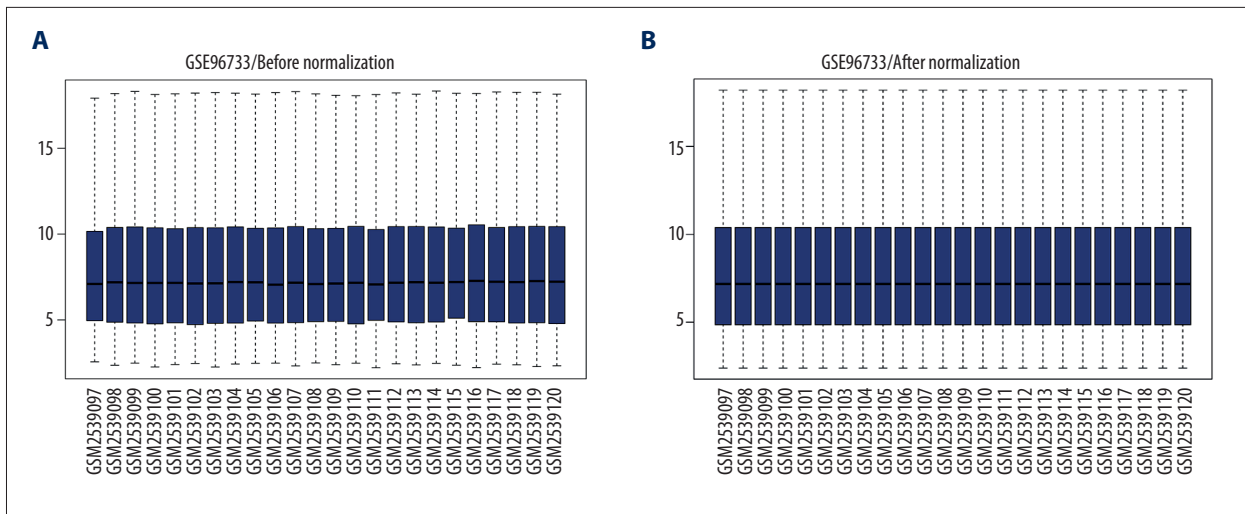 A
GSE96733/Before normalization
15
10
5
GSM2539097
GSM2539098
GSM2539099
GSM2539100
GSM2539101
GSM2539102
GSM2539103
GSM2539104
GSM2539105
GSM2539106
GSM2539107
GSM2539108
GSM2539109
GSM2539110
GSM2539111
GSM2539112
GSM2539113
GSM2539114
GSM2539115
GSM2539116
GSM2539117
GSM2539118
GSM2539119
GSM2539120
B
GSE96733/After normalization
15
10
5
GSM2539097
GSM2539098
GSM2539099
GSM2539100
GSM2539101
GSM2539102
GSM2539103
GSM2539104
GSM2539105
GSM2539106
GSM2539107
GSM2539108
GSM2539109
GSM2539110
GSM2539111
GSM2539112
GSM2539113
GSM2539114
GSM2539115
GSM2539116
GSM2539117
GSM2539118
GSM2539119
GSM2539120